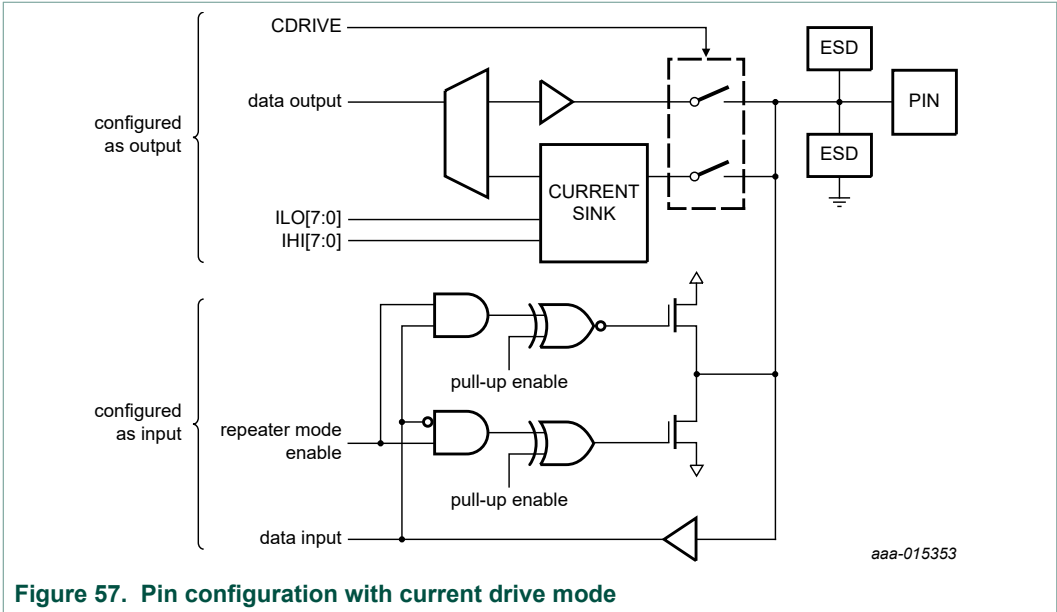 CDRIVE
ESD
data output
PIN
configured
as output
ESD
CURRENT
SINK
ILO[7:0]
IHI[7:0]
pull-up enable
configured
as input
repeater mode
enable
pull-up enable
data input
aaa-015353
Figure 57. Pin configuration with current drive mode